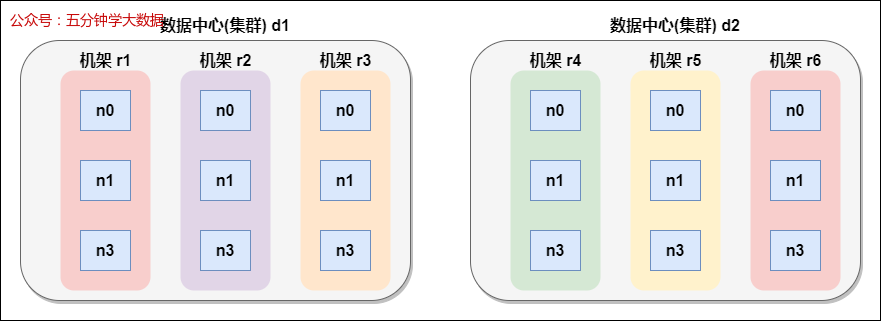 公众号：五分钟学大数据
数据中心(集群) d1
数据中心(集群) d2
机架 r1
机架 r2
机架 r3
机架 r4
机架 r5
机架 r6
n0
n0
n0
n0
n0
n0
n1
n1
n1
n1
n1
n1
n3
n3
n3
n3
n3
n3